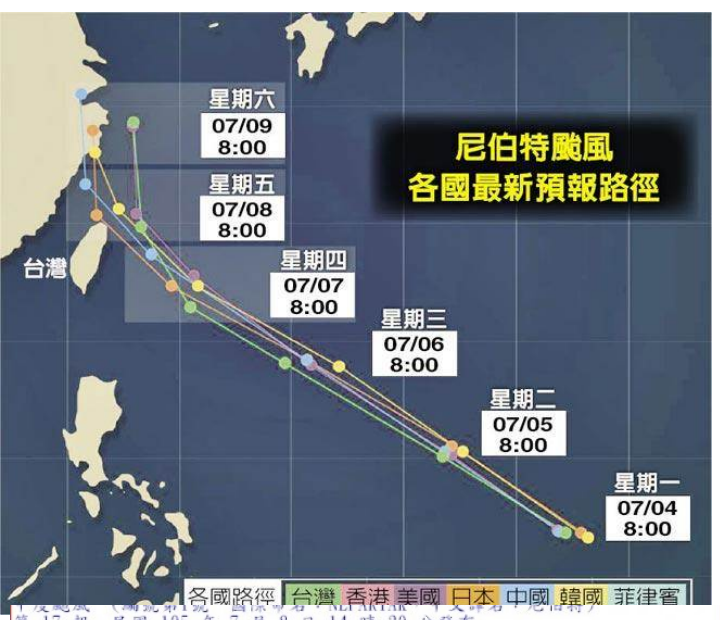 尼伯特颱風
各國最新預報路徑
星期六
07/09
8:00
星期五
07/08
8:00
星期四
07/07
8:00
台灣
星期三
07/06
8:00
星期二
07/05
8:00
星期一
07/04
8:00
各國路徑 台灣 香港 美國 日本 中國 韓國 菲律賓